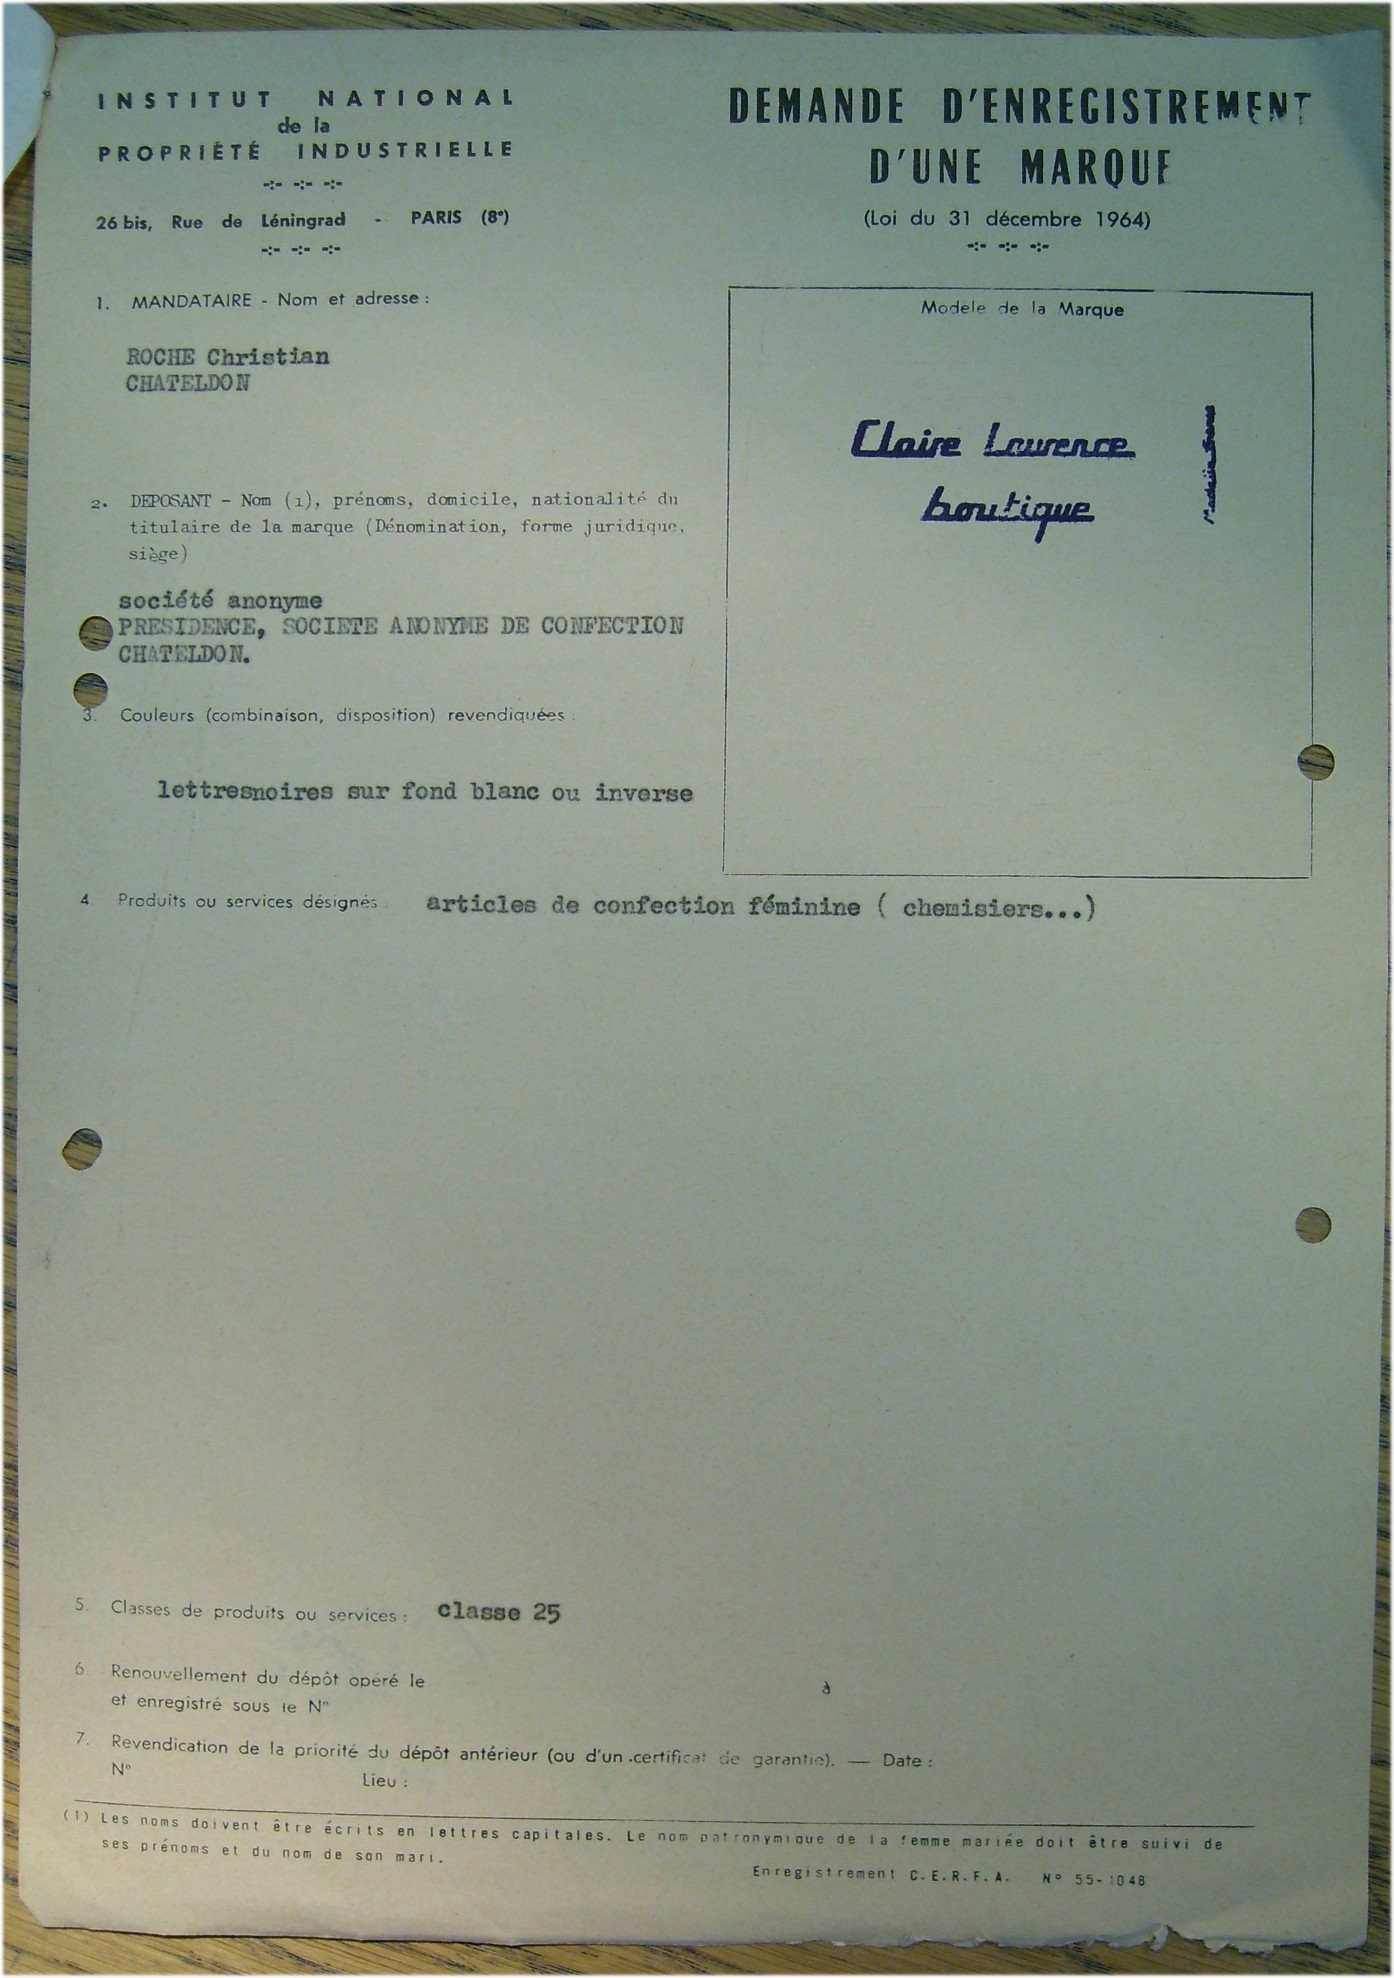 INSTITUT NATIONAL
de la
PROPRIÉTÉ INDUSTRIELLE
-:- -:- -:-
26 bis, Rue de Léningrad - PARIS (8e)
-:- -:- -:-
DEMANDE D'ENREGISTREMENT
D'UNE MARQUE
(Loi du 31 décembre 1964)
-:- -:- -:-
1. MANDATAIRE - Nom et adresse :
ROCHE Christian
CHATELDON
2. DEPOSANT - Nom (1), prénoms, domicile, nationalité du
titulaire de la marque (Dénomination, forme juridique,
siège)
société anonyme
PRESIDENCE, SOCIETE ANONYME DE CONFECTION
CHATELDON.
3. Couleurs (combinaison, disposition) revendiquées :
lettresnoires sur fond blanc ou inverse
Modèle de la Marque
Claire Laurence
boutique
Made in France
4. Produits ou services désignés : articles de confection féminine ( chemisiers...)
5. Classes de produits ou services : classe 25
6. Renouvellement du dépôt opéré le à
et enregistré sous le N°
7. Revendication de la priorité du dépôt antérieur (ou d'un certificat de garantie). — Date :
N° Lieu :
(1) Les noms doivent être écrits en lettres capitales. Le nom patronymique de la femme mariée doit être suivi de
ses prénoms et du nom de son mari.
Enregistrement C.E.R.F.A. N° 55-1048